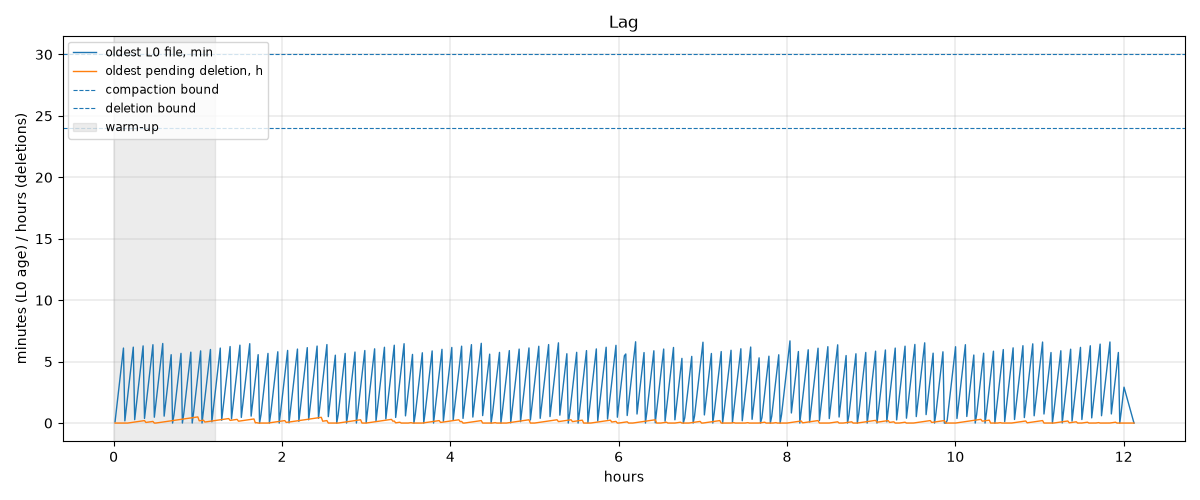 Lag
oldest L0 file, min
oldest pending deletion, h
compaction bound
deletion bound
warm-up
minutes (L0 age) / hours (deletions)
30
25
20
15
10
5
0
0 2 4 6 8 10 12
hours